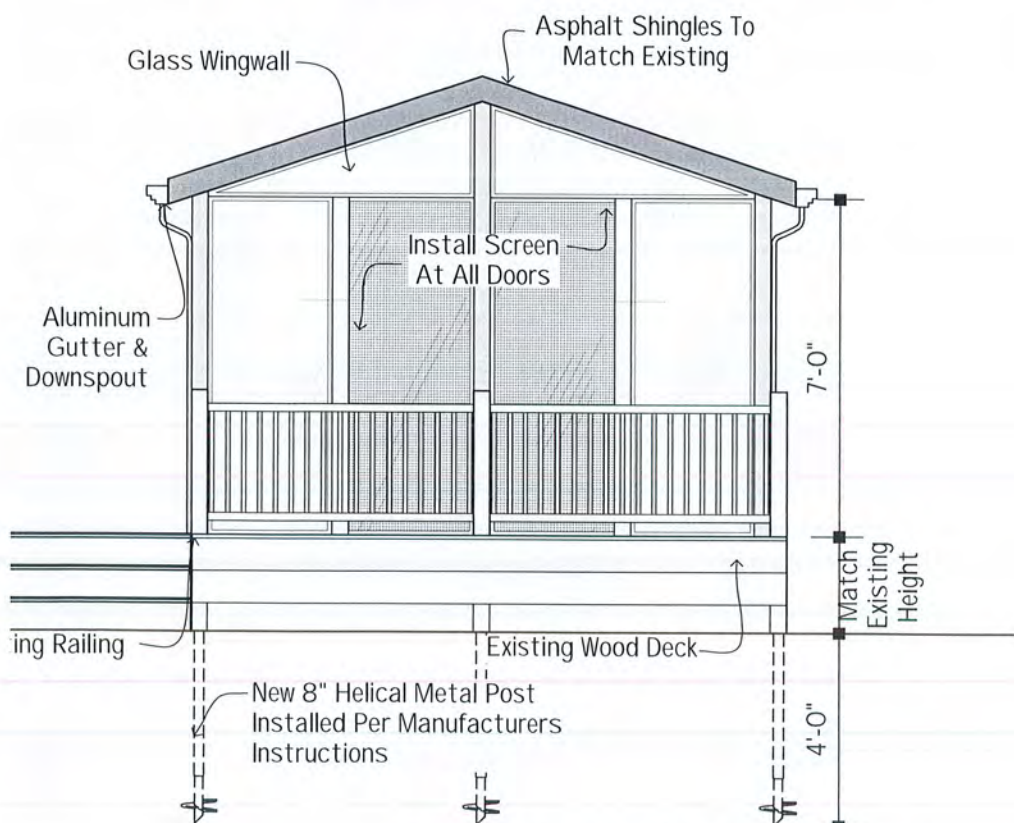 Asphalt Shingles To
Match Existing
Glass Wingwall
Install Screen
At All Doors
Aluminum
Gutter &
Downspout
7'-0"
Match
Existing
Height
ting Railing
Existing Wood Deck
New 8" Helical Metal Post
Installed Per Manufacturers
Instructions
4'-0"